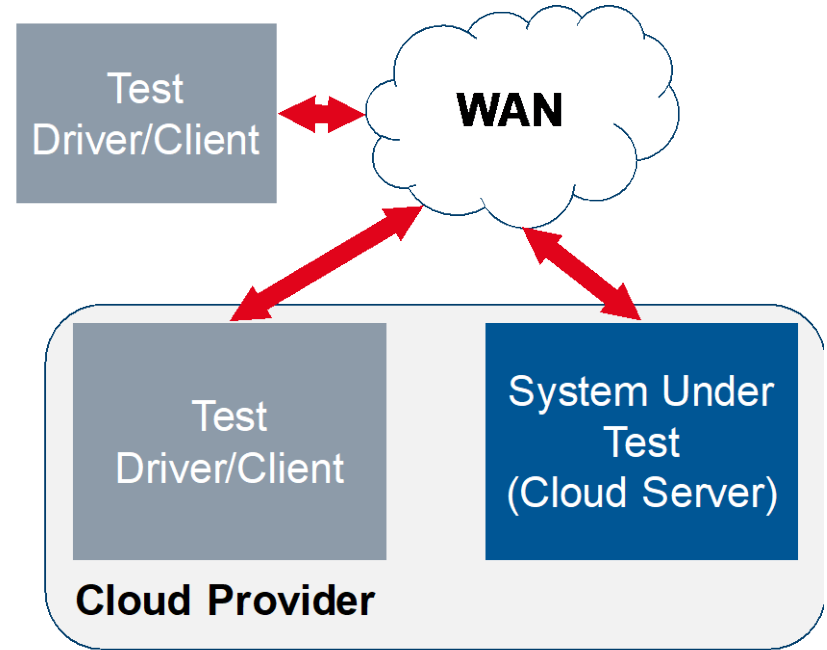 Test
Driver/Client
WAN
Test
Driver/Client
System Under
Test
(Cloud Server)
Cloud Provider